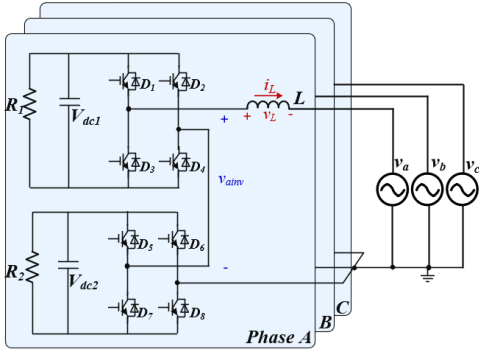 D1 D2
iL
R1
L
Vdc1
+ + vL -
va vb vc
D3 D4
vainv
D5 D6
R2
Vdc2
-
D7 D8
C
B
Phase A